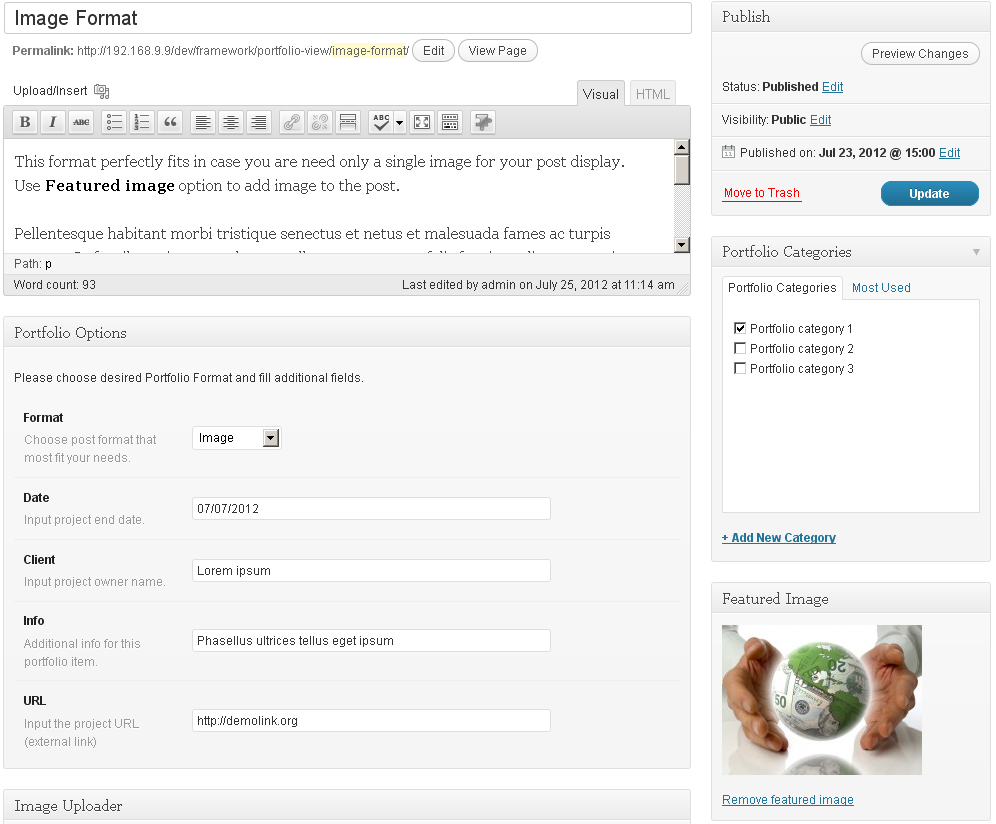 Image Format
Permalink: http://192.168.9.9/dev/framework/portfolio-view/image-format/ Edit View Page
Upload/Insert
Visual HTML
B I ABC ABC
This format perfectly fits in case you are need only a single image for your post display.
Use Featured image option to add image to the post.
Pellentesque habitant morbi tristique senectus et netus et malesuada fames ac turpis
Path: p
Word count: 93 Last edited by admin on July 25, 2012 at 11:14 am
Portfolio Options
Please choose desired Portfolio Format and fill additional fields.
Format
Choose post format that
most fit your needs.
Image
Date
Input project end date.
07/07/2012
Client
Input project owner name.
Lorem ipsum
Info
Additional info for this
portfolio item.
Phasellus ultrices tellus eget ipsum
URL
Input the project URL
(external link)
http://demolink.org
Image Uploader
Publish
Preview Changes
Status: Published Edit
Visibility: Public Edit
Published on: Jul 23, 2012 @ 15:00 Edit
Move to Trash Update
Portfolio Categories
Portfolio Categories Most Used
Portfolio category 1
Portfolio category 2
Portfolio category 3
+ Add New Category
Featured Image
50
Remove featured image